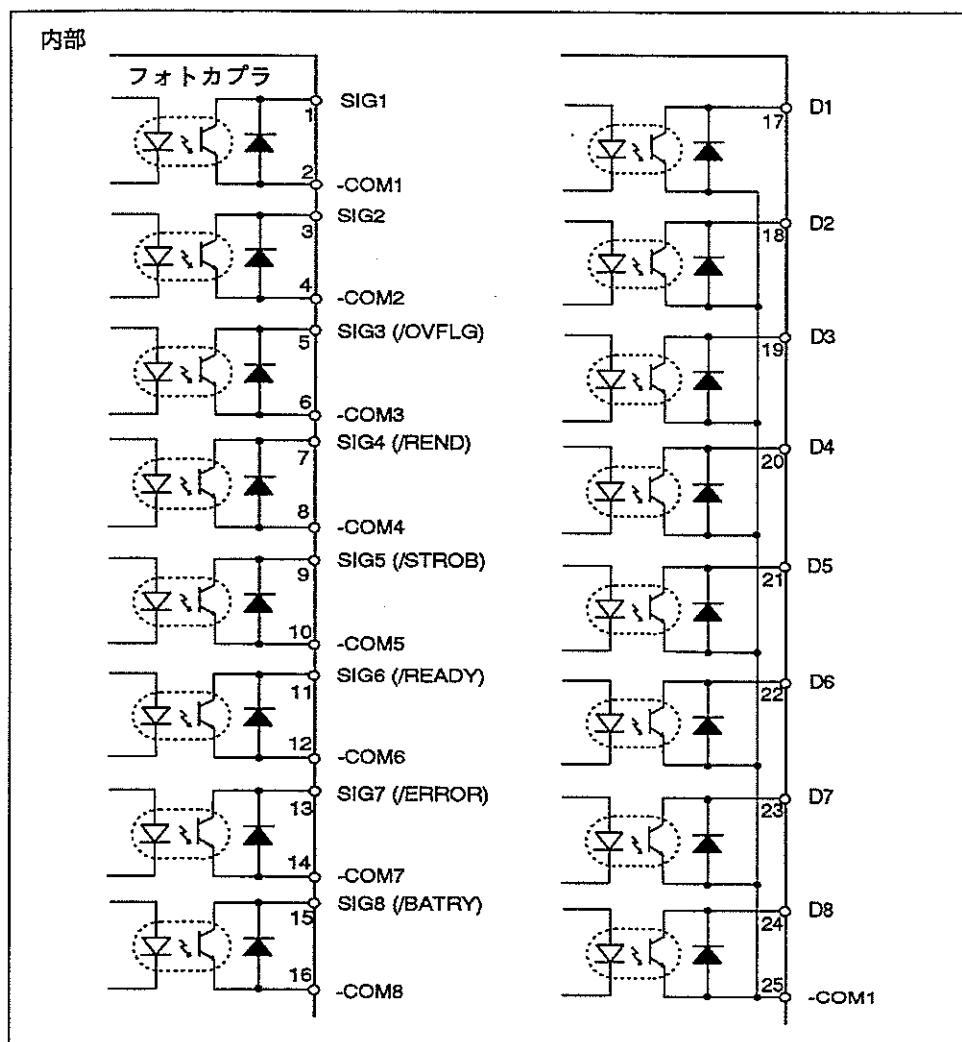 内部
フォトカプラ
1 SIG1
2 -COM1
3 SIG2
4 -COM2
5 SIG3 (/OVFLG)
6 -COM3
7 SIG4 (/REND)
8 -COM4
9 SIG5 (/STROB)
10 -COM5
11 SIG6 (/READY)
12 -COM6
13 SIG7 (/ERROR)
14 -COM7
15 SIG8 (/BATRY)
16 -COM8
17 D1
18 D2
19 D3
20 D4
21 D5
22 D6
23 D7
24 D8
25 -COM1